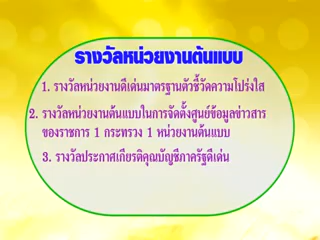 รางวัลหน่วยงานต้นแบบ
1. รางวัลหน่วยงานดีเด่นมาตรฐานตัวชี้วัดความโปร่งใส
2. รางวัลหน่วยงานต้นแบบในการจัดตั้งศูนย์ข้อมูลข่าวสาร
ของราชการ 1 กระทรวง 1 หน่วยงานต้นแบบ
3. รางวัลประกาศเกียรติคุณบัญชีภาครัฐดีเด่น